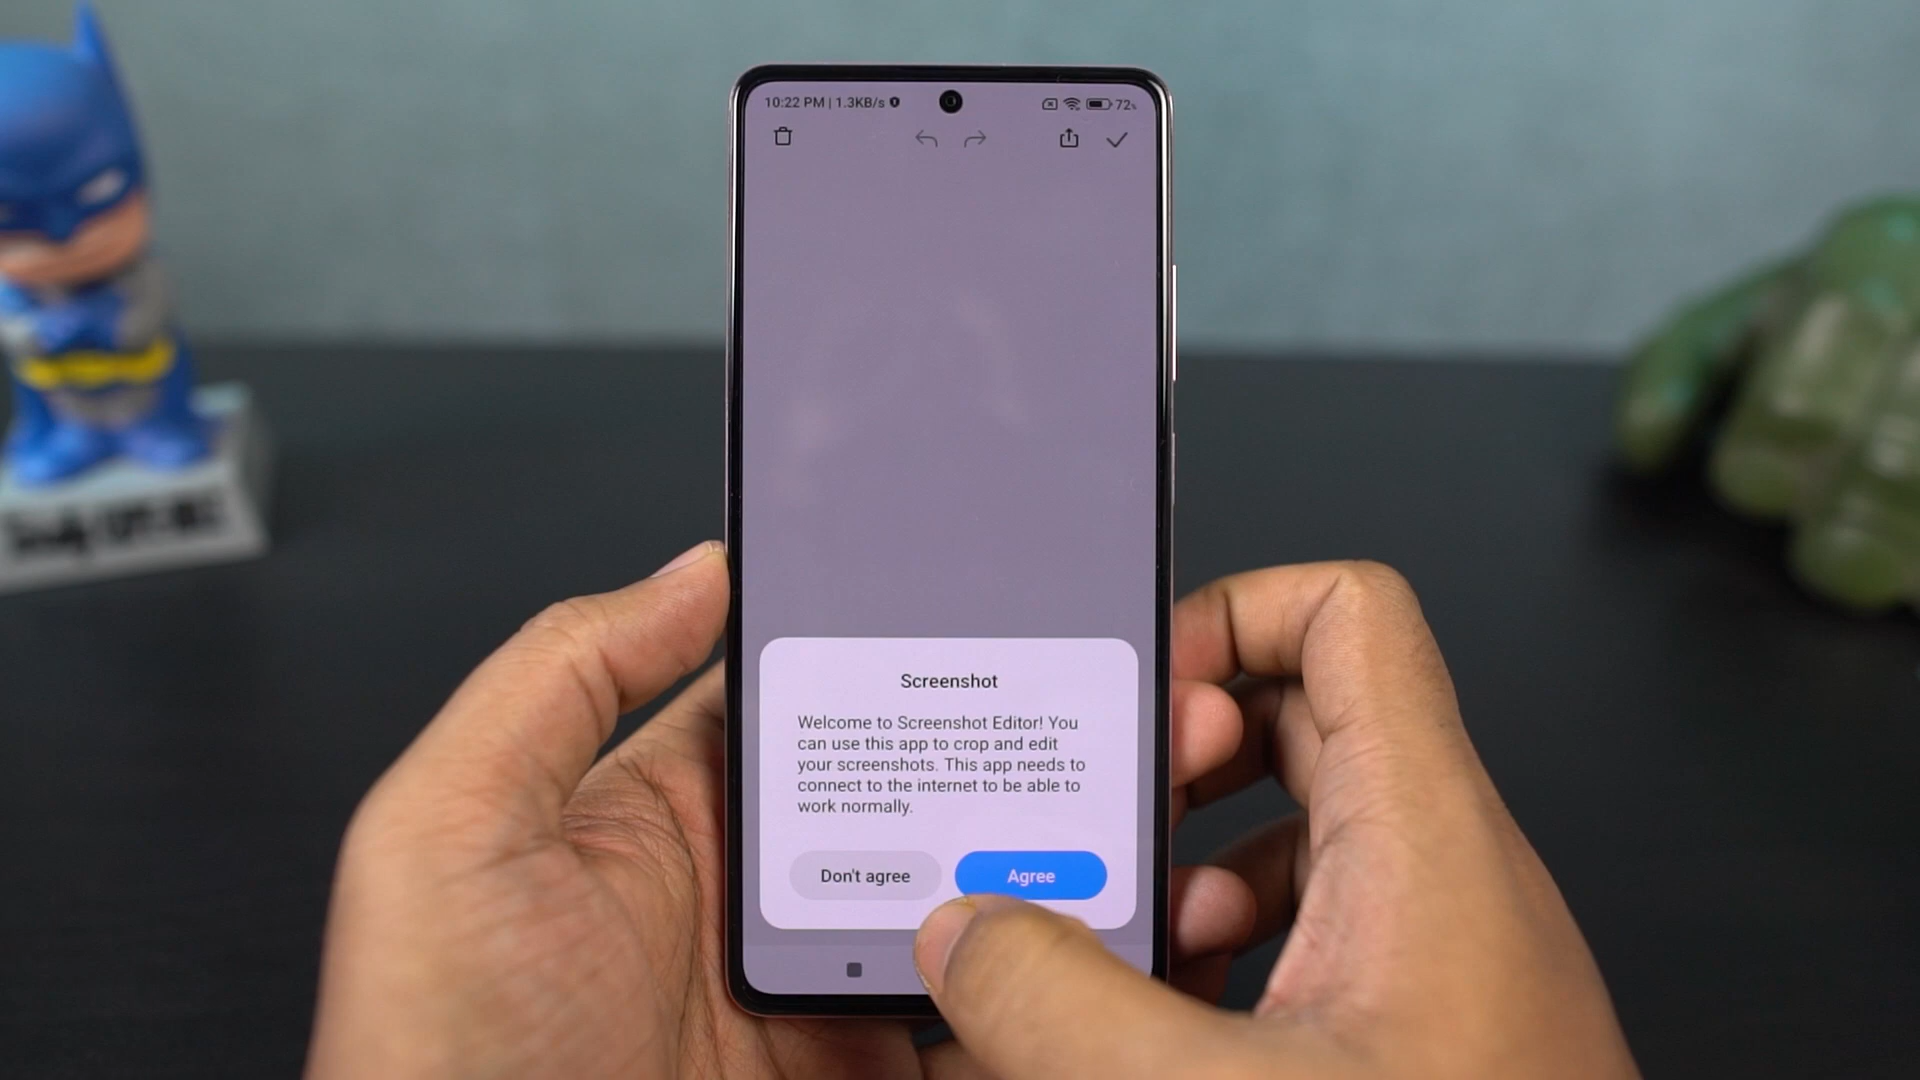 10:22 PM | 1.3KB/s
72%
Screenshot
Welcome to Screenshot Editor! You
can use this app to crop and edit
your screenshots. This app needs to
connect to the internet to be able to
work normally.
Don't agree
Agree